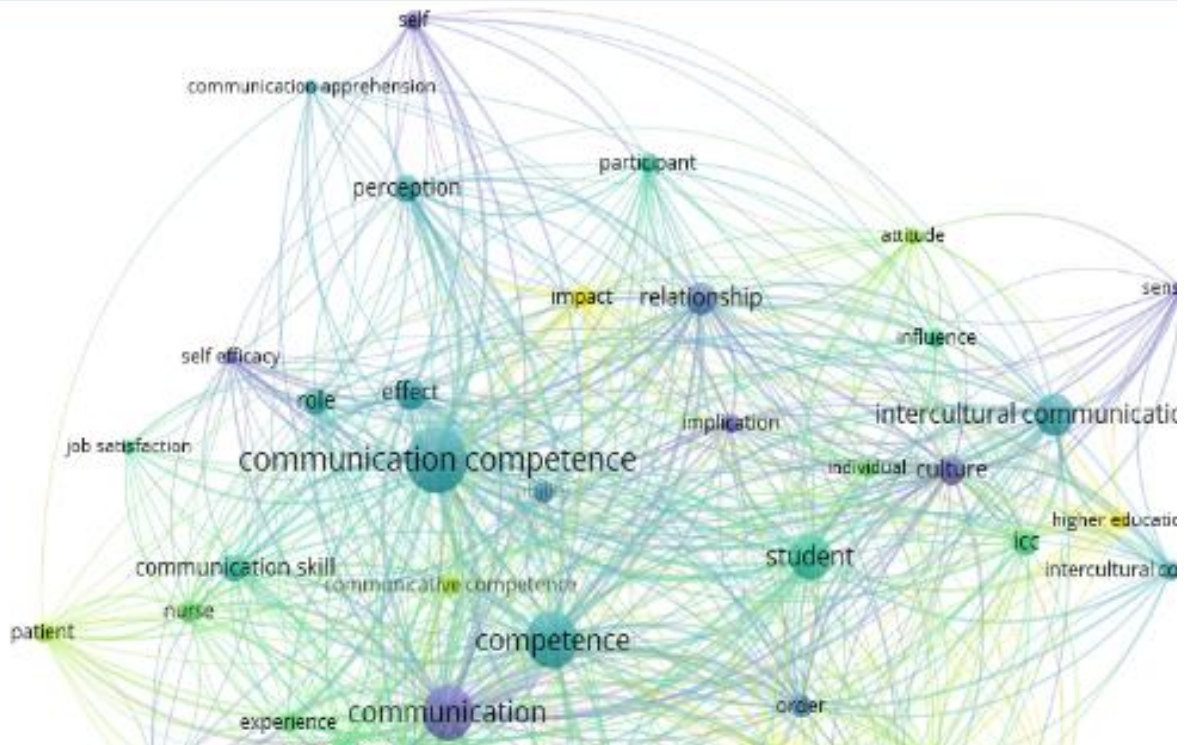 self
communication apprehension
participant
perception
attitude
sens
impact
relationship
influence
self efficacy
effect
role
intercultural communicatio
implication
job satisfaction
communication competence
individual
culture
higher educatio
icc
student
communication skill
intercultural co
communicative competence
nurse
patient
competence
order
communication
experience